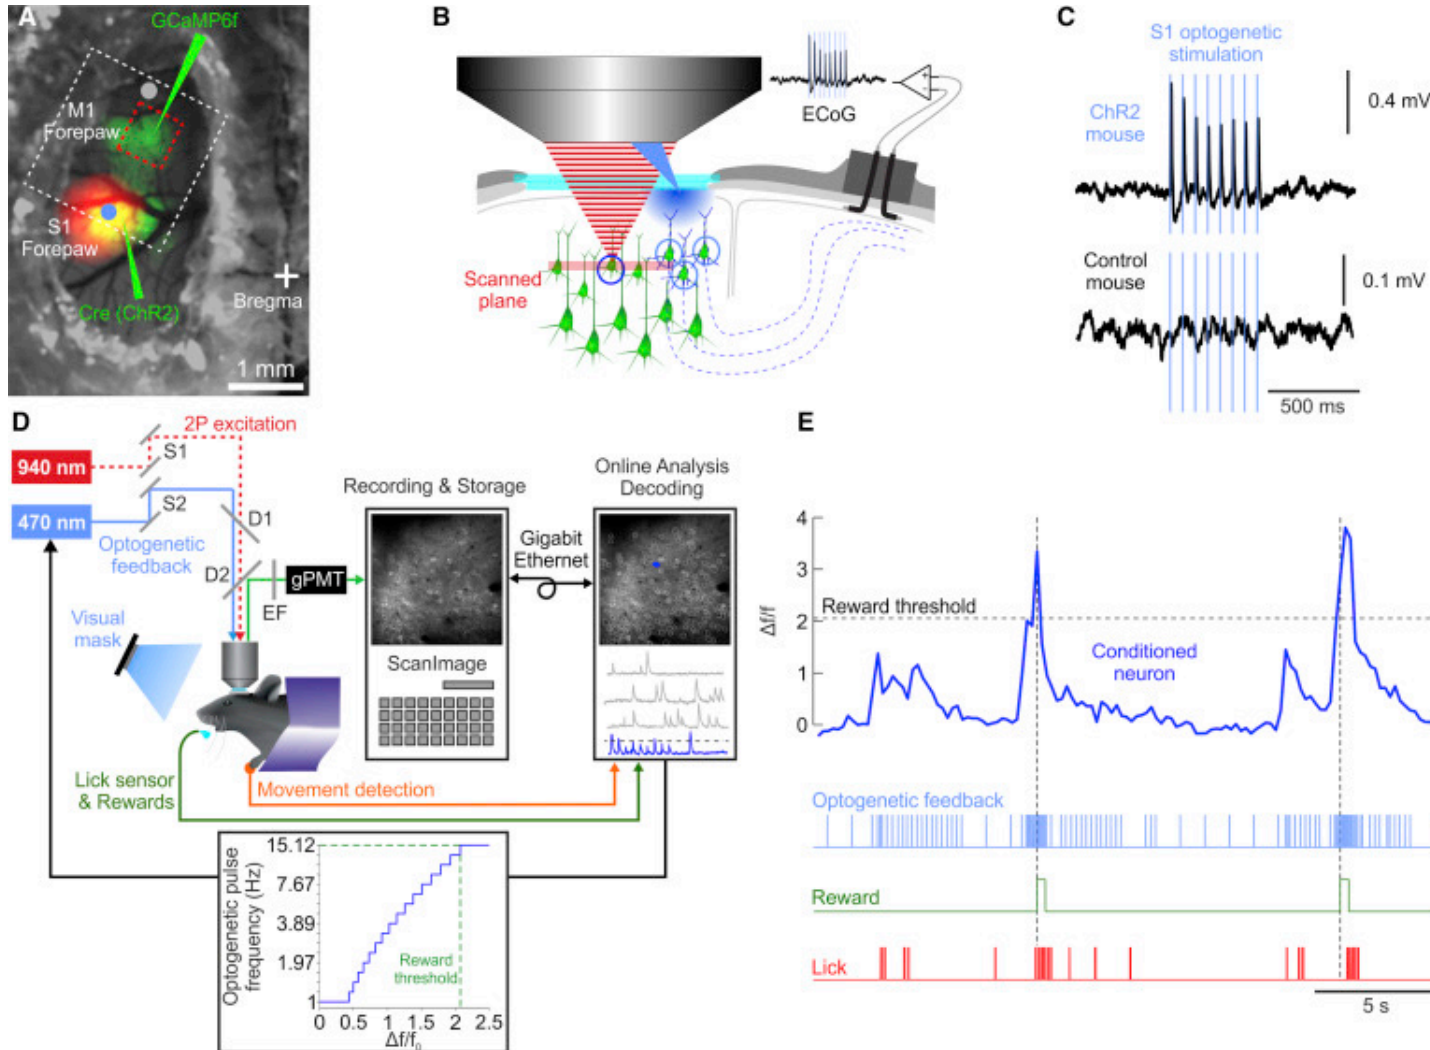 A
GCaMP6f
M1
Forepaw
S1
Forepaw
Cre (ChR2)
Bregma
1 mm
B
ECoG
+
-
Scanned
plane
C
S1 optogenetic
stimulation
ChR2
mouse
0.4 mV
Control
mouse
0.1 mV
500 ms
D
2P excitation
940 nm
S1
470 nm
S2
Optogenetic
feedback
D1
D2
EF
gPMT
Visual
mask
Lick sensor
& Rewards
Movement detection
Recording & Storage
ScanImage
Gigabit
Ethernet
Online Analysis
Decoding
Optogenetic pulse
frequency (Hz)
15.12
7.67
3.89
1.97
1
Reward
threshold
0 0.5 1 1.5 2 2.5
Δf/f₀
E
Δf/f
4
3
2
1
0
Reward threshold
Conditioned
neuron
Optogenetic feedback
Reward
Lick
5 s